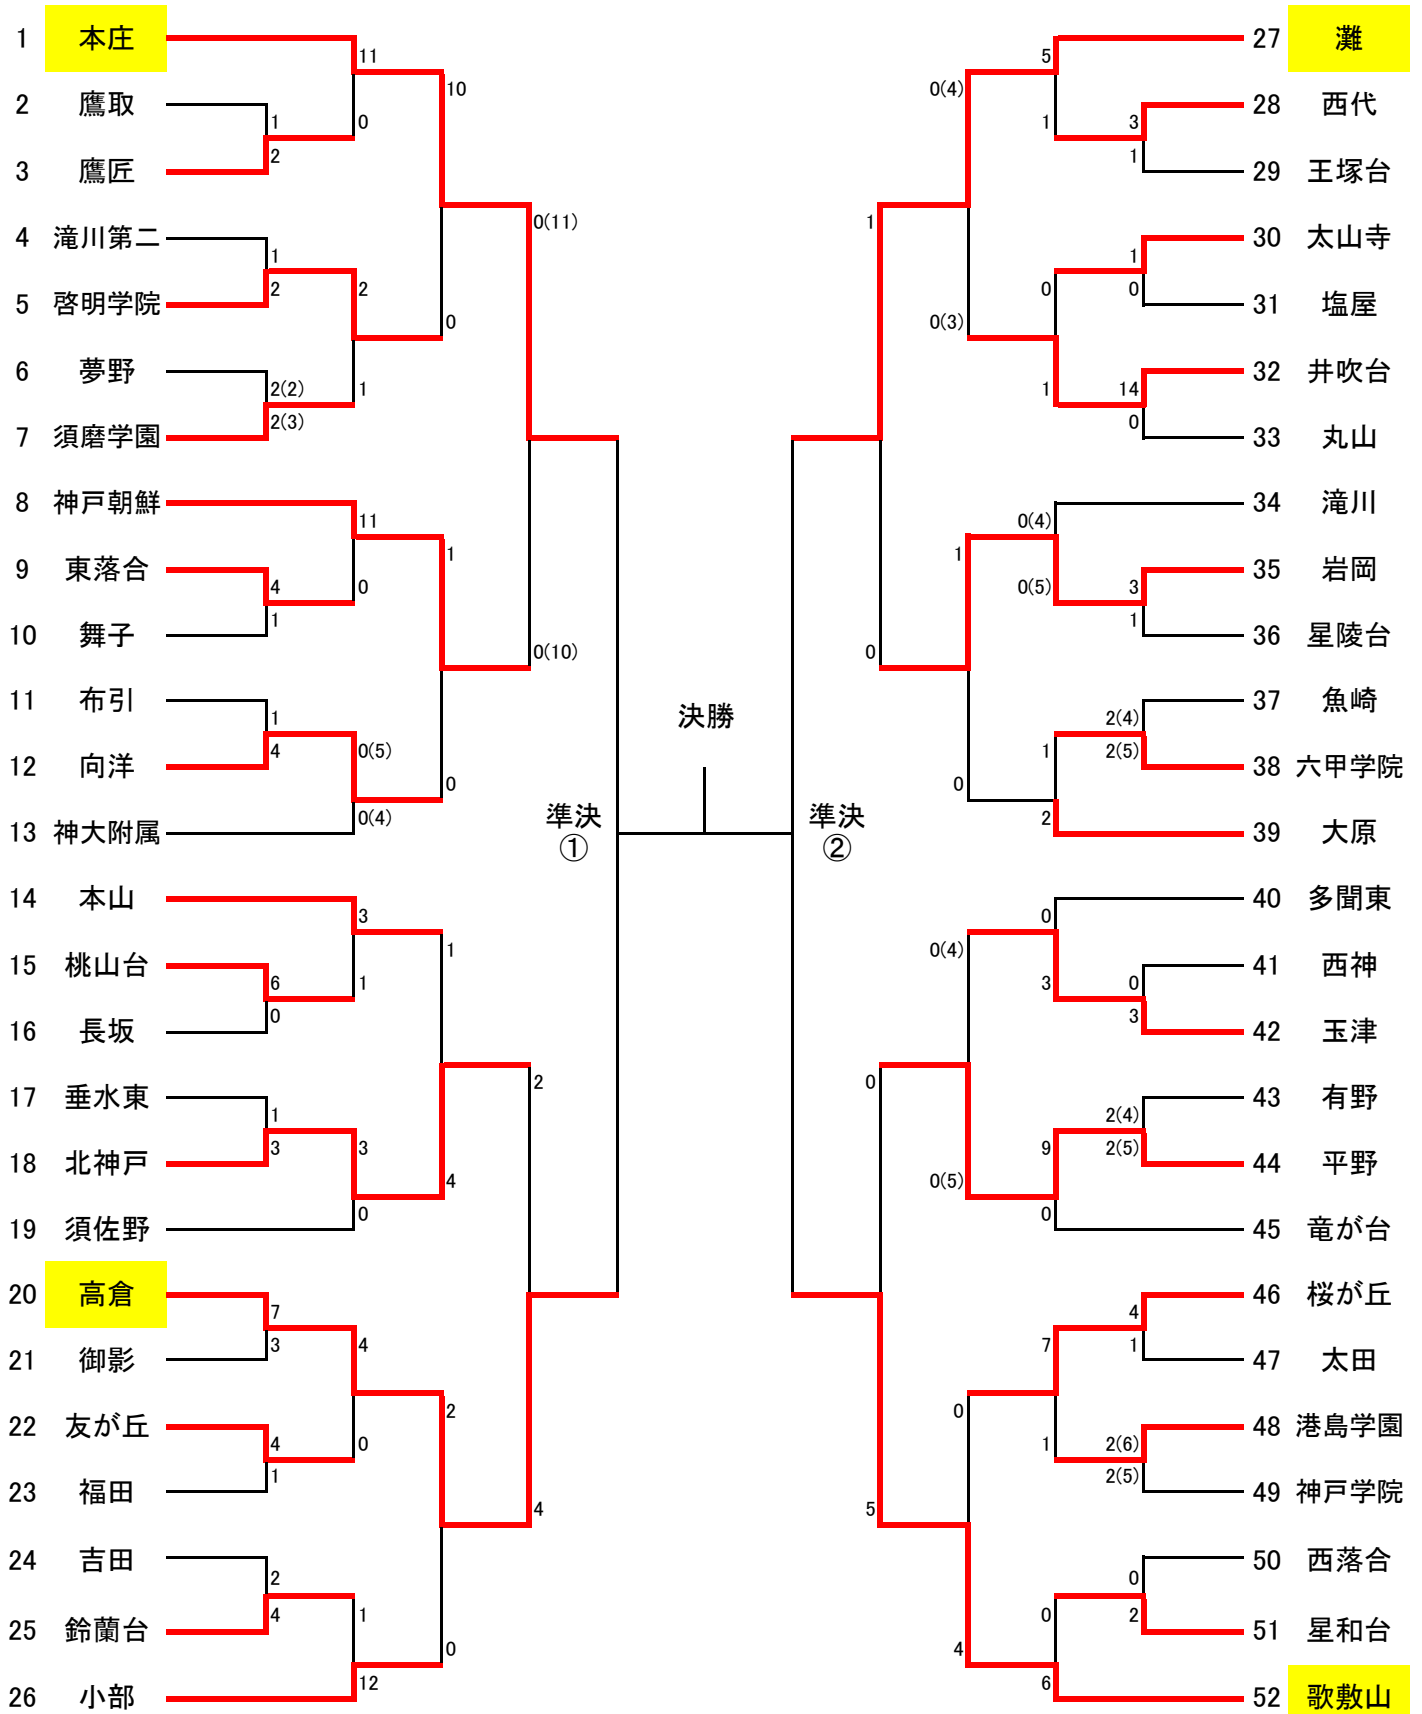 1 本庄
2 鷹取
3 鷹匠
4 滝川第二
5 啓明学院
6 夢野
7 須磨学園
8 神戸朝鮮
9 東落合
10 舞子
11 布引
12 向洋
13 神大附属
14 本山
15 桃山台
16 長坂
17 垂水東
18 北神戸
19 須佐野
20 高倉
21 御影
22 友が丘
23 福田
24 吉田
25 鈴蘭台
26 小部
1
2
1
2
2(2)
2(3)
4
1
1
4
6
0
1
3
7
3
4
1
2
4
11
0
2
1
11
0
0(5)
0(4)
3
1
3
0
4
0
1
12
10
0
1
0
1
4
2
0
0(11)
0(10)
2
4
準決
①
決勝
準決
②
1
0
0
5
0(4)
0(3)
1
0
0(4)
0(5)
0
4
5
1
0
1
0(4)
0(5)
1
2
0
3
9
0
7
1
0
6
3
1
1
0
14
0
3
1
2(4)
2(5)
0
3
2(4)
2(5)
4
1
2(6)
2(5)
0
2
27 灘
28 西代
29 王塚台
30 太山寺
31 塩屋
32 井吹台
33 丸山
34 滝川
35 岩岡
36 星陵台
37 魚崎
38 六甲学院
39 大原
40 多聞東
41 西神
42 玉津
43 有野
44 平野
45 竜が台
46 桜が丘
47 太田
48 港島学園
49 神戸学院
50 西落合
51 星和台
52 歌敷山